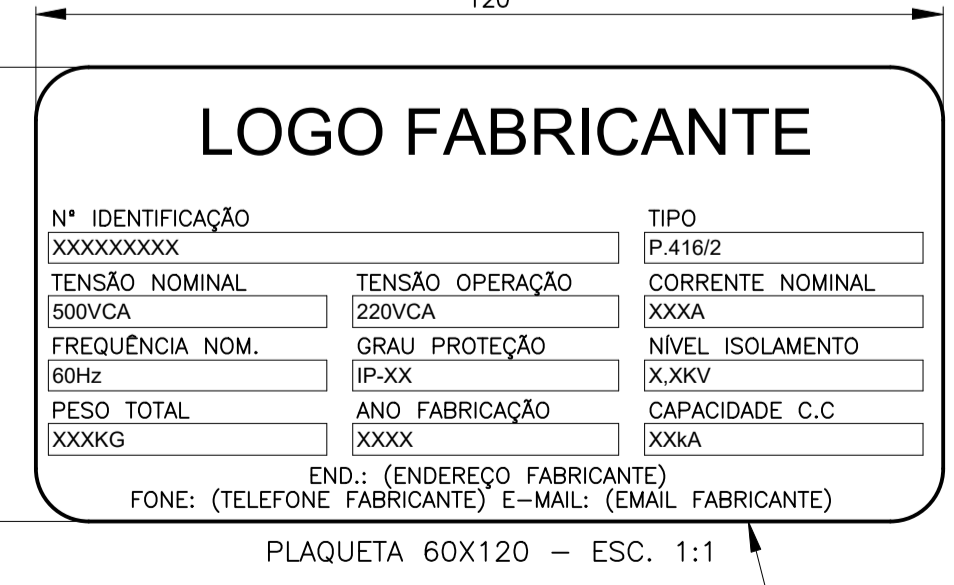 120
LOGO FABRICANTE
Nº IDENTIFICAÇÃO TIPO
XXXXXXXXX P.416/2
TENSÃO NOMINAL TENSÃO OPERAÇÃO CORRENTE NOMINAL
500VCA 220VCA XXXA
FREQUÊNCIA NOM. GRAU PROTEÇÃO NÍVEL ISOLAMENTO
60Hz IP-XX X,XKV
PESO TOTAL ANO FABRICAÇÃO CAPACIDADE C.C
XXXKG XXXX XXkA
END.: (ENDEREÇO FABRICANTE)
FONE: (TELEFONE FABRICANTE) E-MAIL: (EMAIL FABRICANTE)
PLAQUETA 60X120 - ESC. 1:1